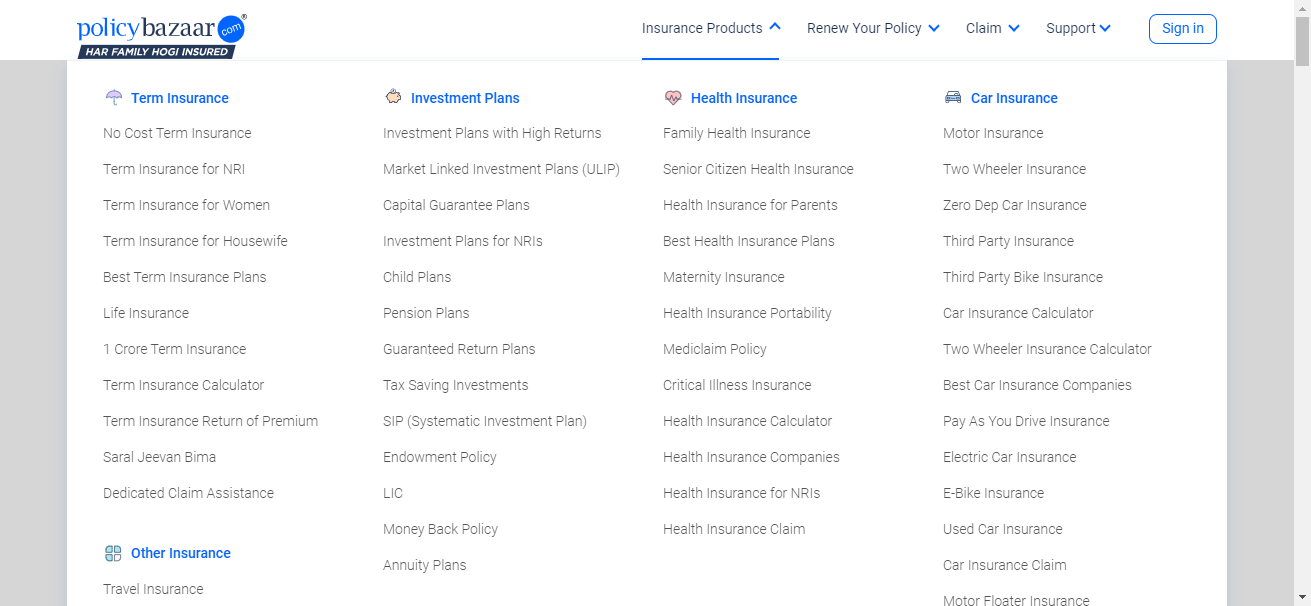 policybazaar.com®
HAR FAMILY HOGI INSURED
Insurance Products
Renew Your Policy
Claim
Support
Sign in
Term Insurance
No Cost Term Insurance
Term Insurance for NRI
Term Insurance for Women
Term Insurance for Housewife
Best Term Insurance Plans
Life Insurance
1 Crore Term Insurance
Term Insurance Calculator
Term Insurance Return of Premium
Saral Jeevan Bima
Dedicated Claim Assistance
Other Insurance
Travel Insurance
Investment Plans
Investment Plans with High Returns
Market Linked Investment Plans (ULIP)
Capital Guarantee Plans
Investment Plans for NRIs
Child Plans
Pension Plans
Guaranteed Return Plans
Tax Saving Investments
SIP (Systematic Investment Plan)
Endowment Policy
LIC
Money Back Policy
Annuity Plans
Health Insurance
Family Health Insurance
Senior Citizen Health Insurance
Health Insurance for Parents
Best Health Insurance Plans
Maternity Insurance
Health Insurance Portability
Mediclaim Policy
Critical Illness Insurance
Health Insurance Calculator
Health Insurance Companies
Health Insurance for NRIs
Health Insurance Claim
Car Insurance
Motor Insurance
Two Wheeler Insurance
Zero Dep Car Insurance
Third Party Insurance
Third Party Bike Insurance
Car Insurance Calculator
Two Wheeler Insurance Calculator
Best Car Insurance Companies
Pay As You Drive Insurance
Electric Car Insurance
E-Bike Insurance
Used Car Insurance
Car Insurance Claim
Motor Floater Insurance